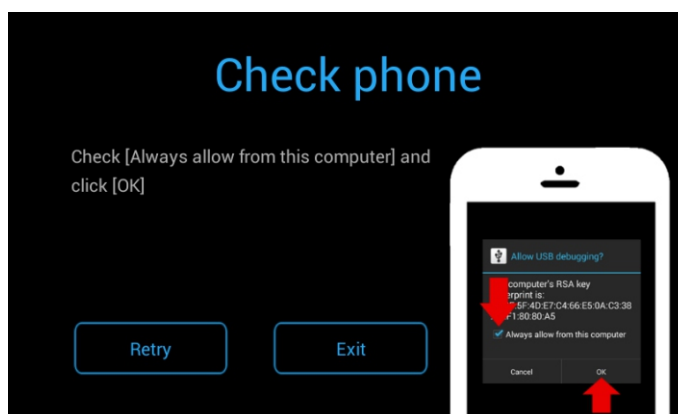 Check phone
Check [Always allow from this computer] and
click [OK]
Allow USB debugging?
computer's RSA key
erprint is:
:5F:4D:E7:C4:66:E5:0A:C3:38
F1:80:80:A5
Always allow from this computer
Cancel
OK
Retry
Exit